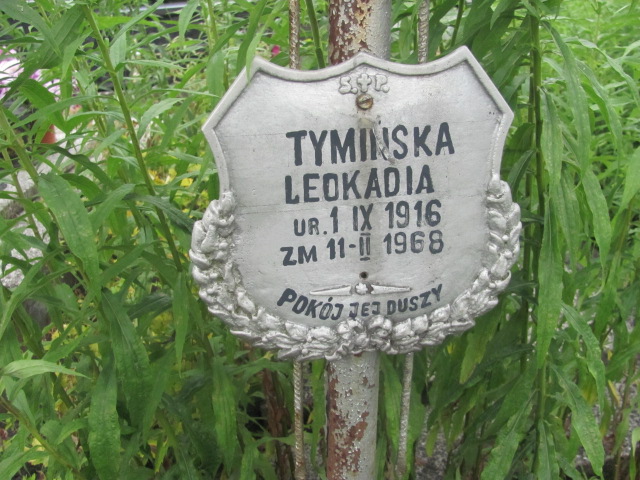 Ś.†P.
TYMIŃSKA
LEOKADIA
UR. 1 IX 1916
ZM 11-II 1968
POKÓJ JEJ DUSZY